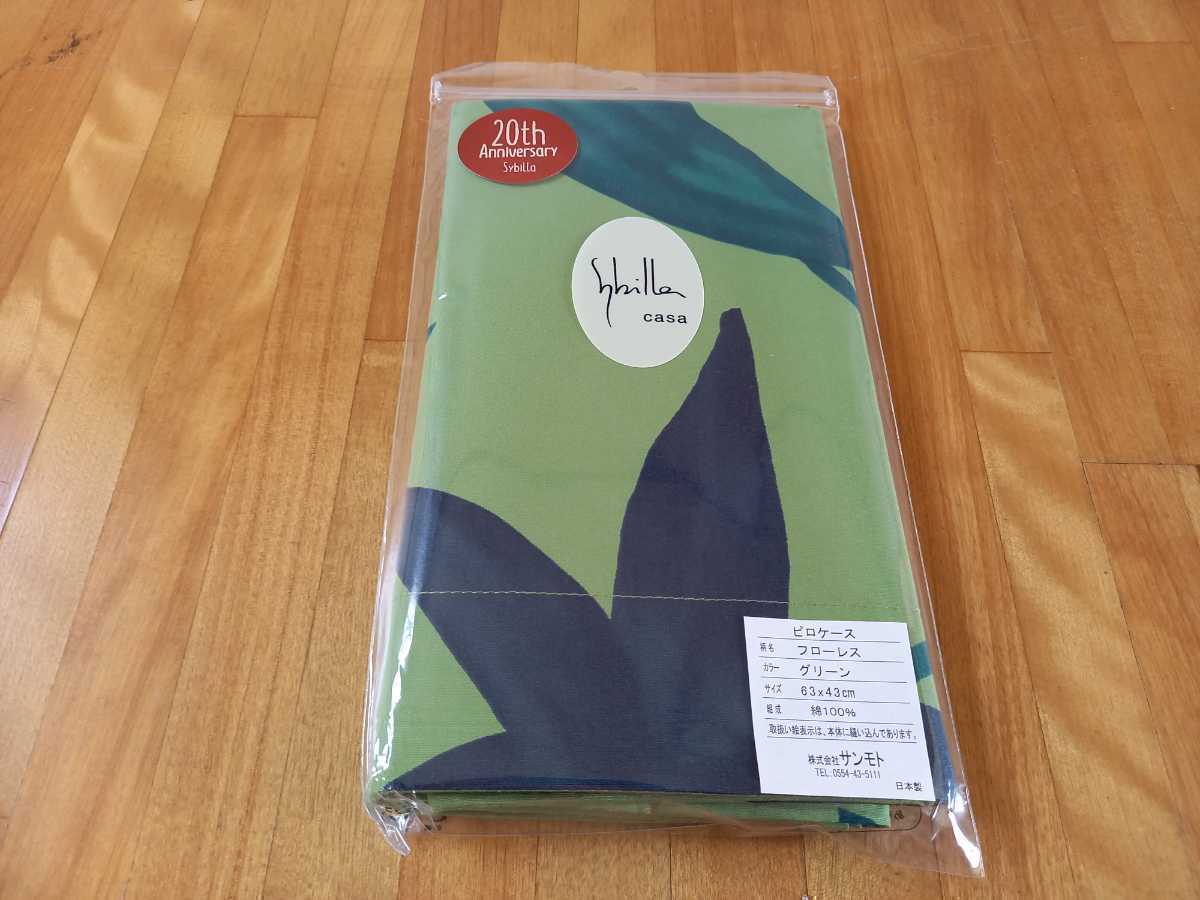 20th
Anniversary
Sybilla
Sybilla
casa
ピロケース
柄名 フローレス
カラー グリーン
サイズ 63x43cm
組成 綿100%
取扱い絵表示は、本体に縫い込んであります。
株式会社サンモト
TEL.0554-43-5111
日本製